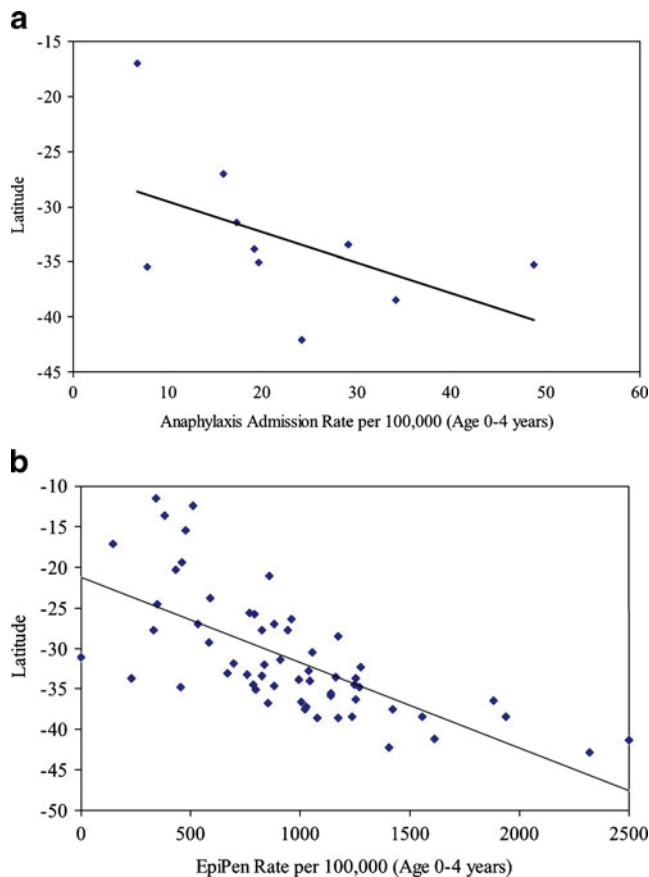 a
-15
-20
-25
-30
-35
-40
-45
Latitude
0 10 20 30 40 50 60
Anaphylaxis Admission Rate per 100,000 (Age 0-4 years)
b
-10
-15
-20
-25
-30
-35
-40
-45
-50
Latitude
0 500 1000 1500 2000 2500
EpiPen Rate per 100,000 (Age 0-4 years)